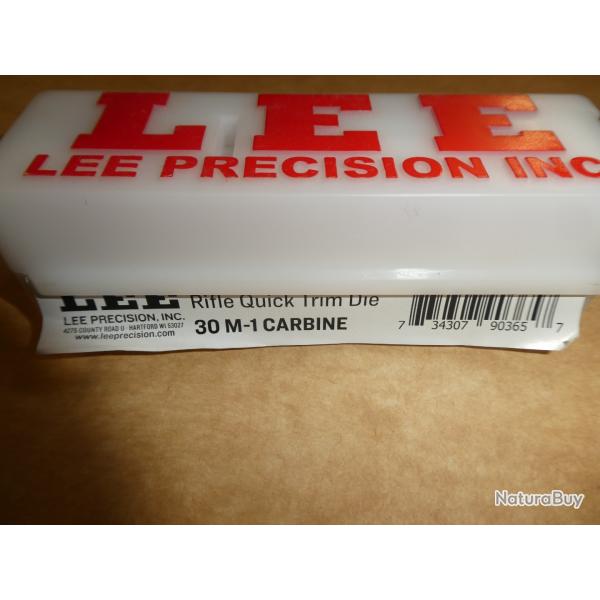 LEE
LEE PRECISION INC
LEE Rifle Quick Trim Die
LEE PRECISION, INC.
4275 COUNTY ROAD U · HARTFORD WI 53027
www.leeprecision.com
30 M-1 CARBINE
7 34307 90365 7
NaturaBuy